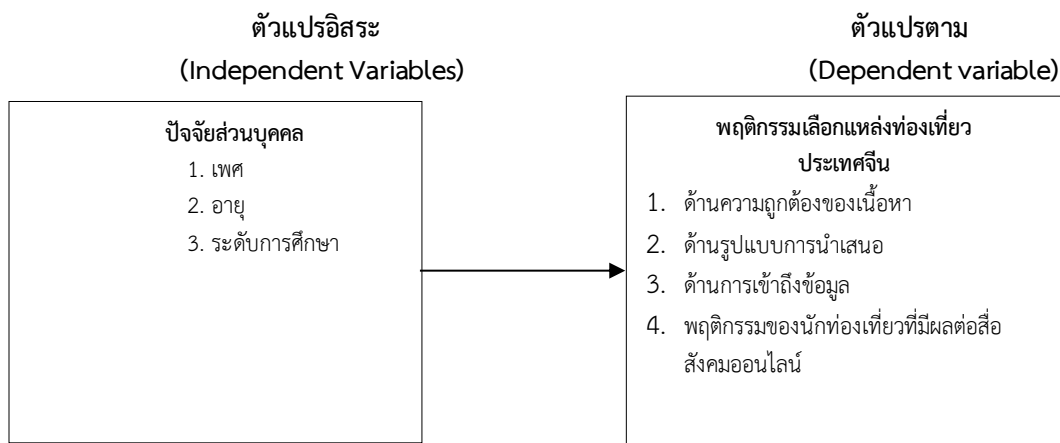 ตัวแปรอิสระ
(Independent Variables)
ปัจจัยส่วนบุคคล
1. เพศ
2. อายุ
3. ระดับการศึกษา
ตัวแปรตาม
(Dependent variable)
พฤติกรรมเลือกแหล่งท่องเที่ยว
ประเทศจีน
1. ด้านความถูกต้องของเนื้อหา
2. ด้านรูปแบบการนำเสนอ
3. ด้านการเข้าถึงข้อมูล
4. พฤติกรรมของนักท่องเที่ยวที่มีผลต่อสื่อ
สังคมออนไลน์